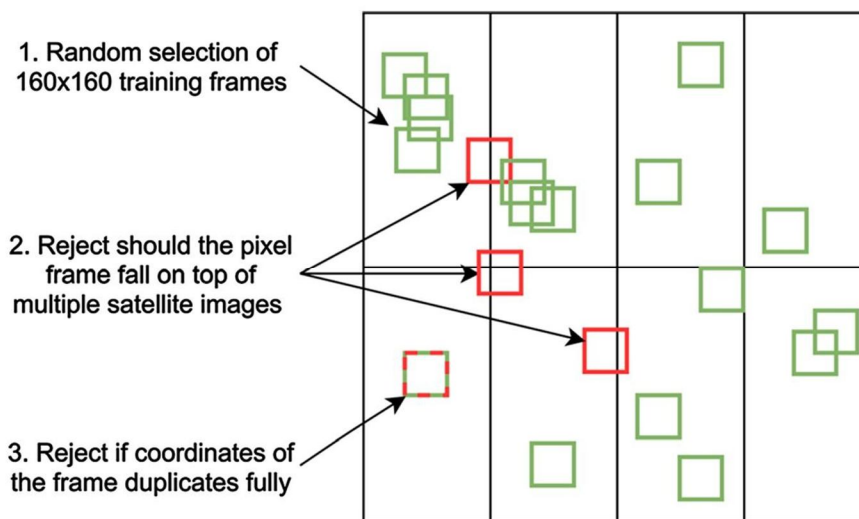 1. Random selection of
160x160 training frames
2. Reject should the pixel
frame fall on top of
multiple satellite images
3. Reject if coordinates of
the frame duplicates fully